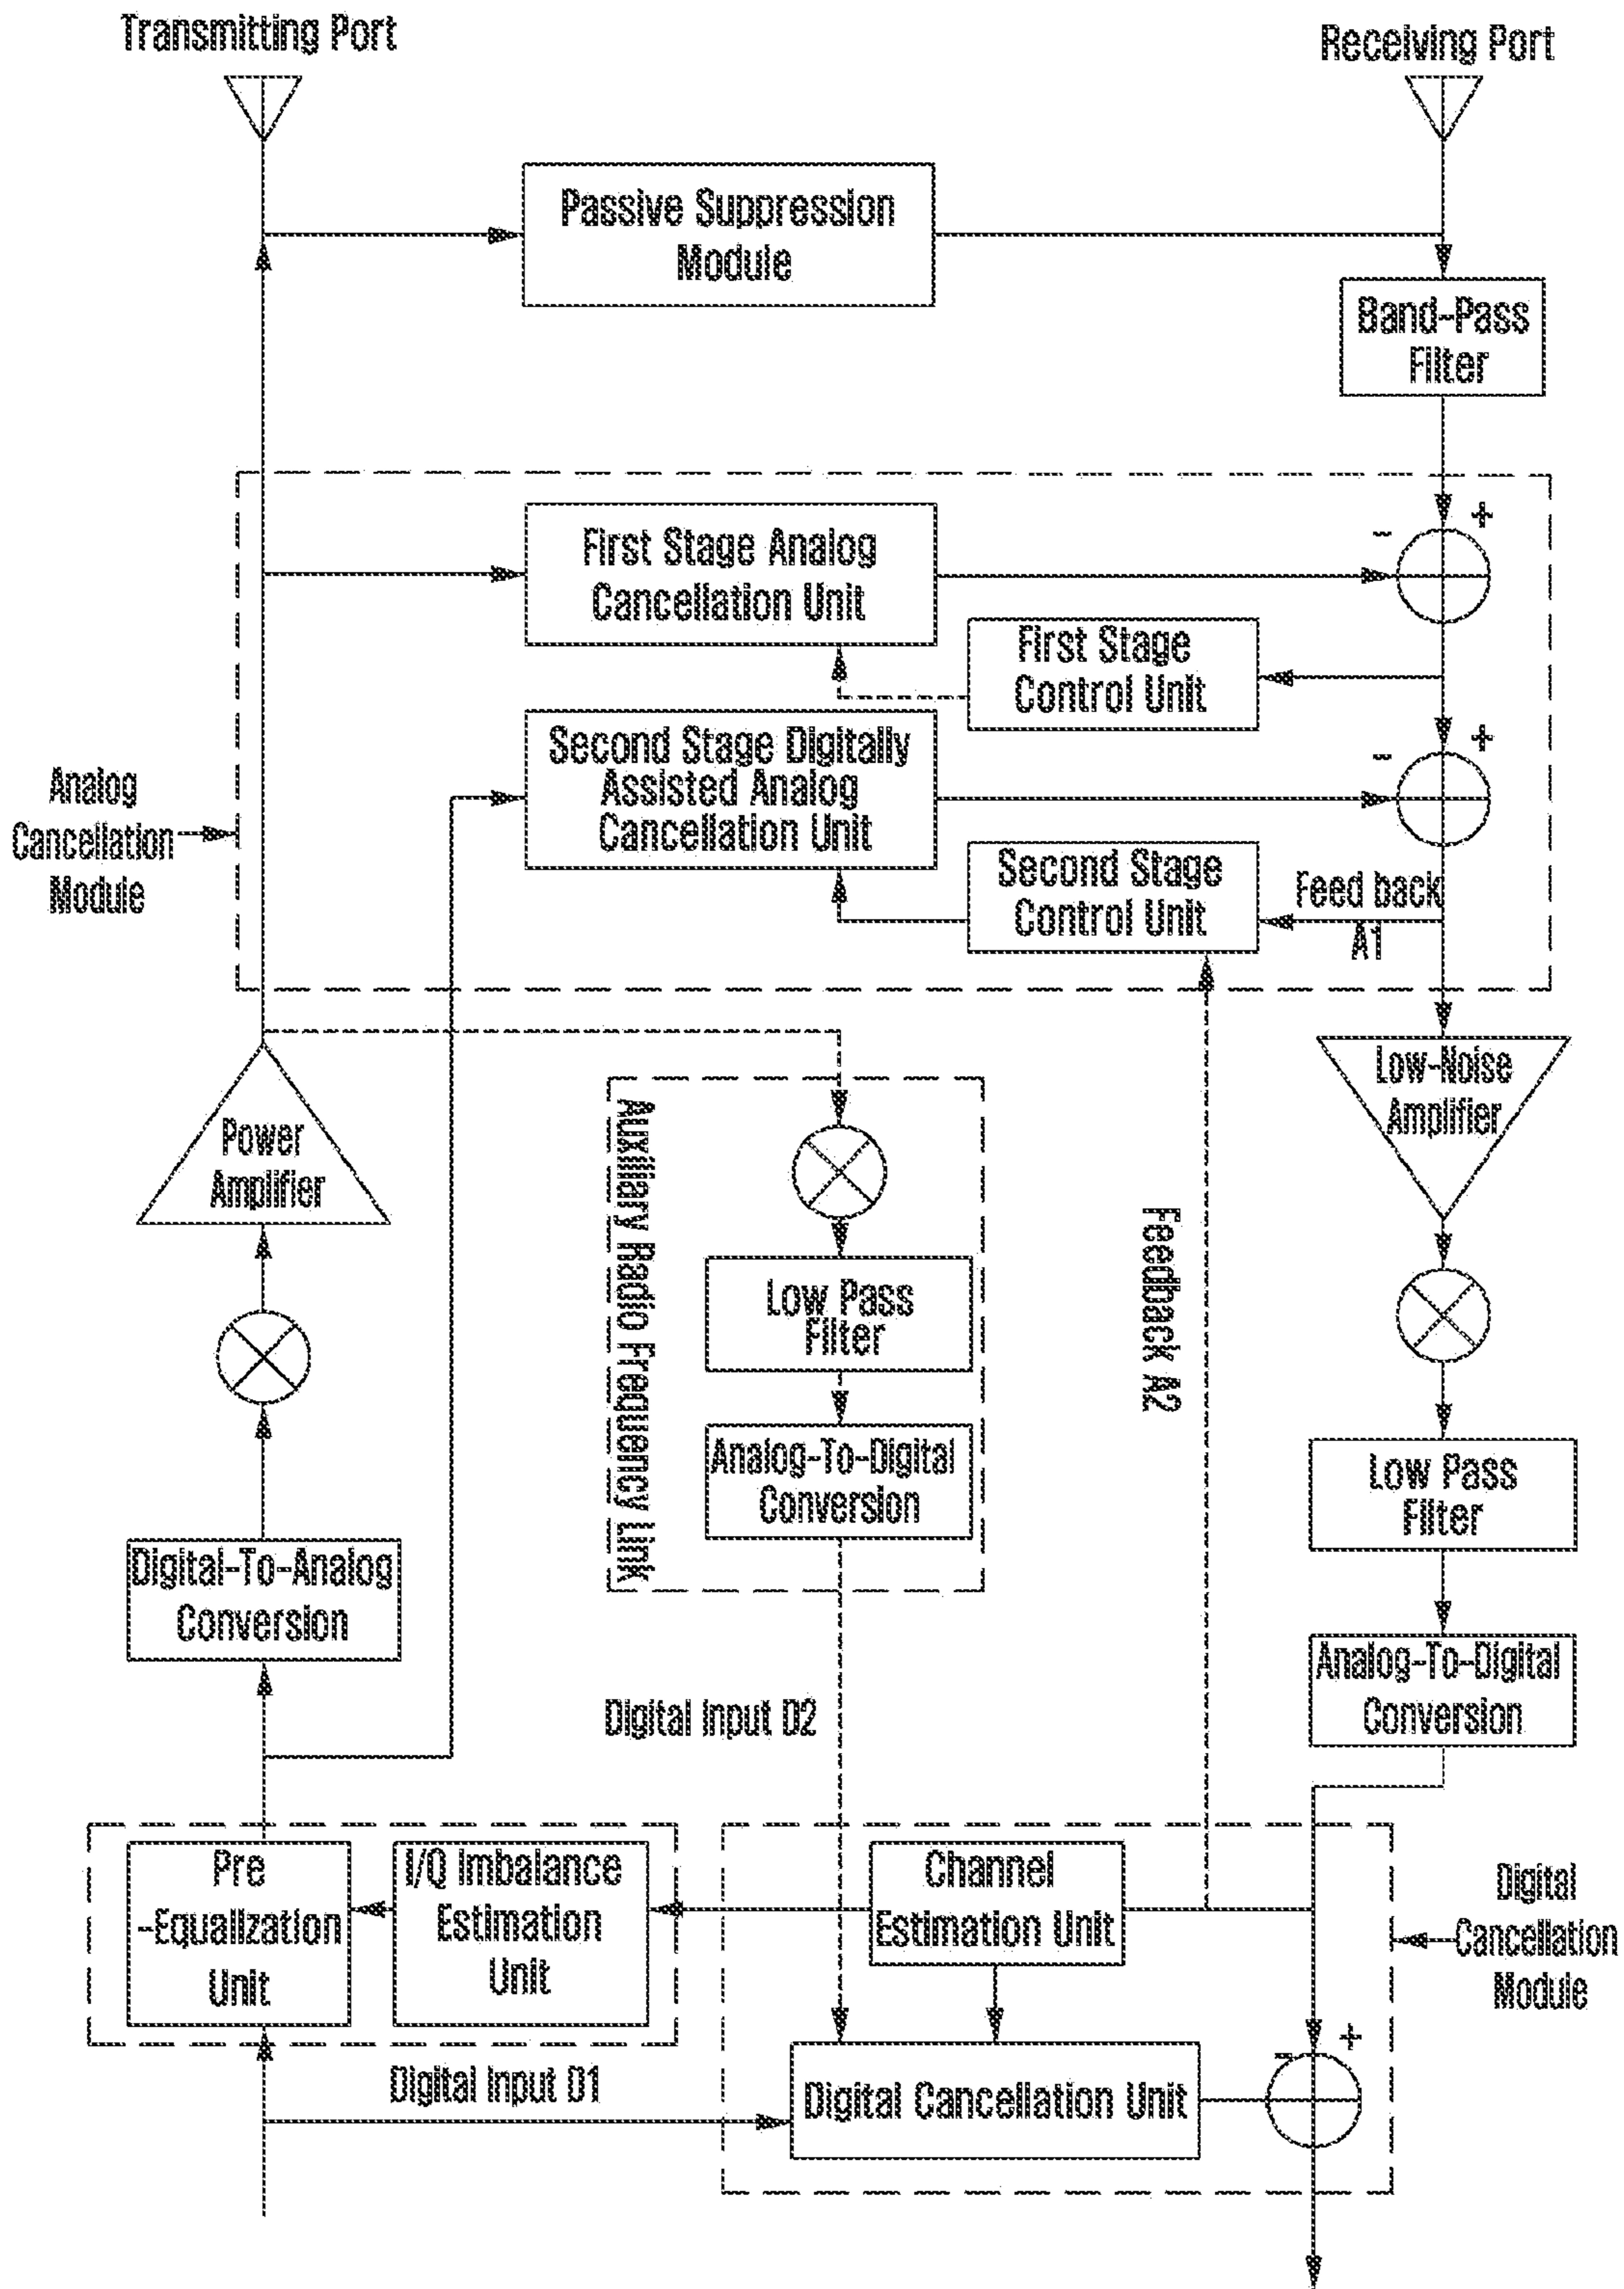 Transmitting Port
Receiving Port
Passive Suppression
Module
Band-Pass
Filter
First Stage Analog
Cancellation Unit
-
+
First Stage
Control Unit
Second Stage Digitally
Assisted Analog
Cancellation Unit
-
+
Analog
Cancellation
Module
Second Stage
Control Unit
Feed back
A1
Power
Amplifier
Auxiliary Radio Frequency Link
Low Pass
Filter
Analog-To-Digital
Conversion
Feedback A2
Low-Noise
Amplifier
Low Pass
Filter
Analog-To-Digital
Conversion
Digital-To-Analog
Conversion
Digital Input D2
Pre
-Equalization
Unit
I/Q Imbalance
Estimation
Unit
Channel
Estimation Unit
Digital
Cancellation
Module
Digital Input D1
Digital Cancellation Unit
-
+